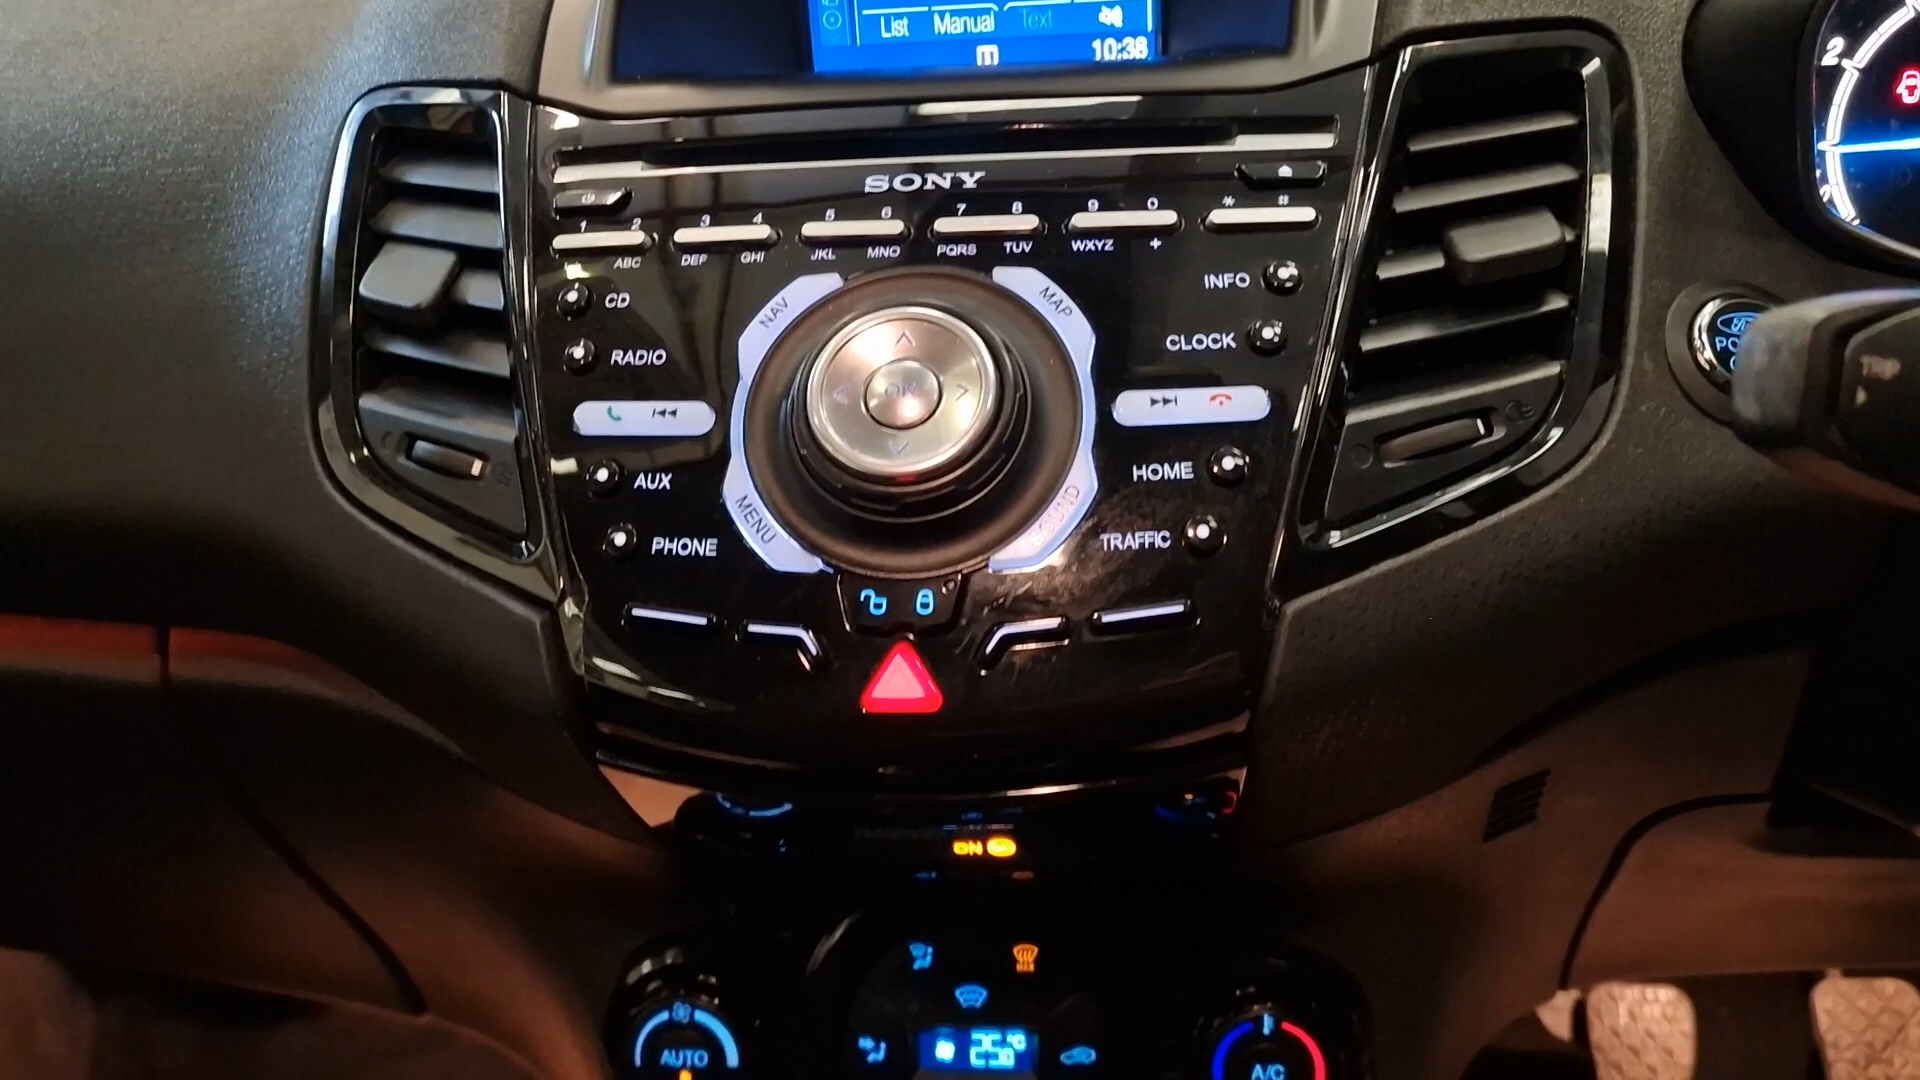 List Manual Text
10:38
2
SONY
1 2 3 4 5 6 7 8 9 0 * #
ABC DEF GHI JKL MNO PQRS TUV WXYZ +
CD
INFO
RADIO
CLOCK
NAV
MAP
OK
AUX
HOME
PHONE
TRAFFIC
MENU
SOUND
TRIP
AUTO
A/C